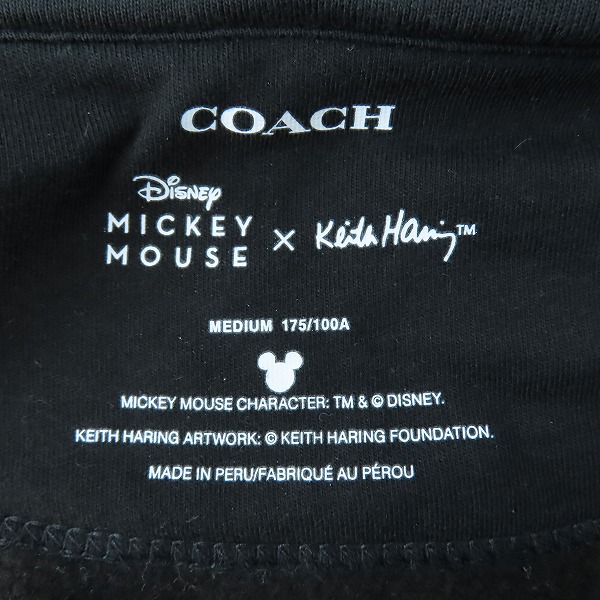 COACH
Disney
MICKEY
MOUSE × Keith Haring™
MEDIUM 175/100A
MICKEY MOUSE CHARACTER: TM & © DISNEY.
KEITH HARING ARTWORK: © KEITH HARING FOUNDATION.
MADE IN PERU/FABRIQUÉ AU PÉROU